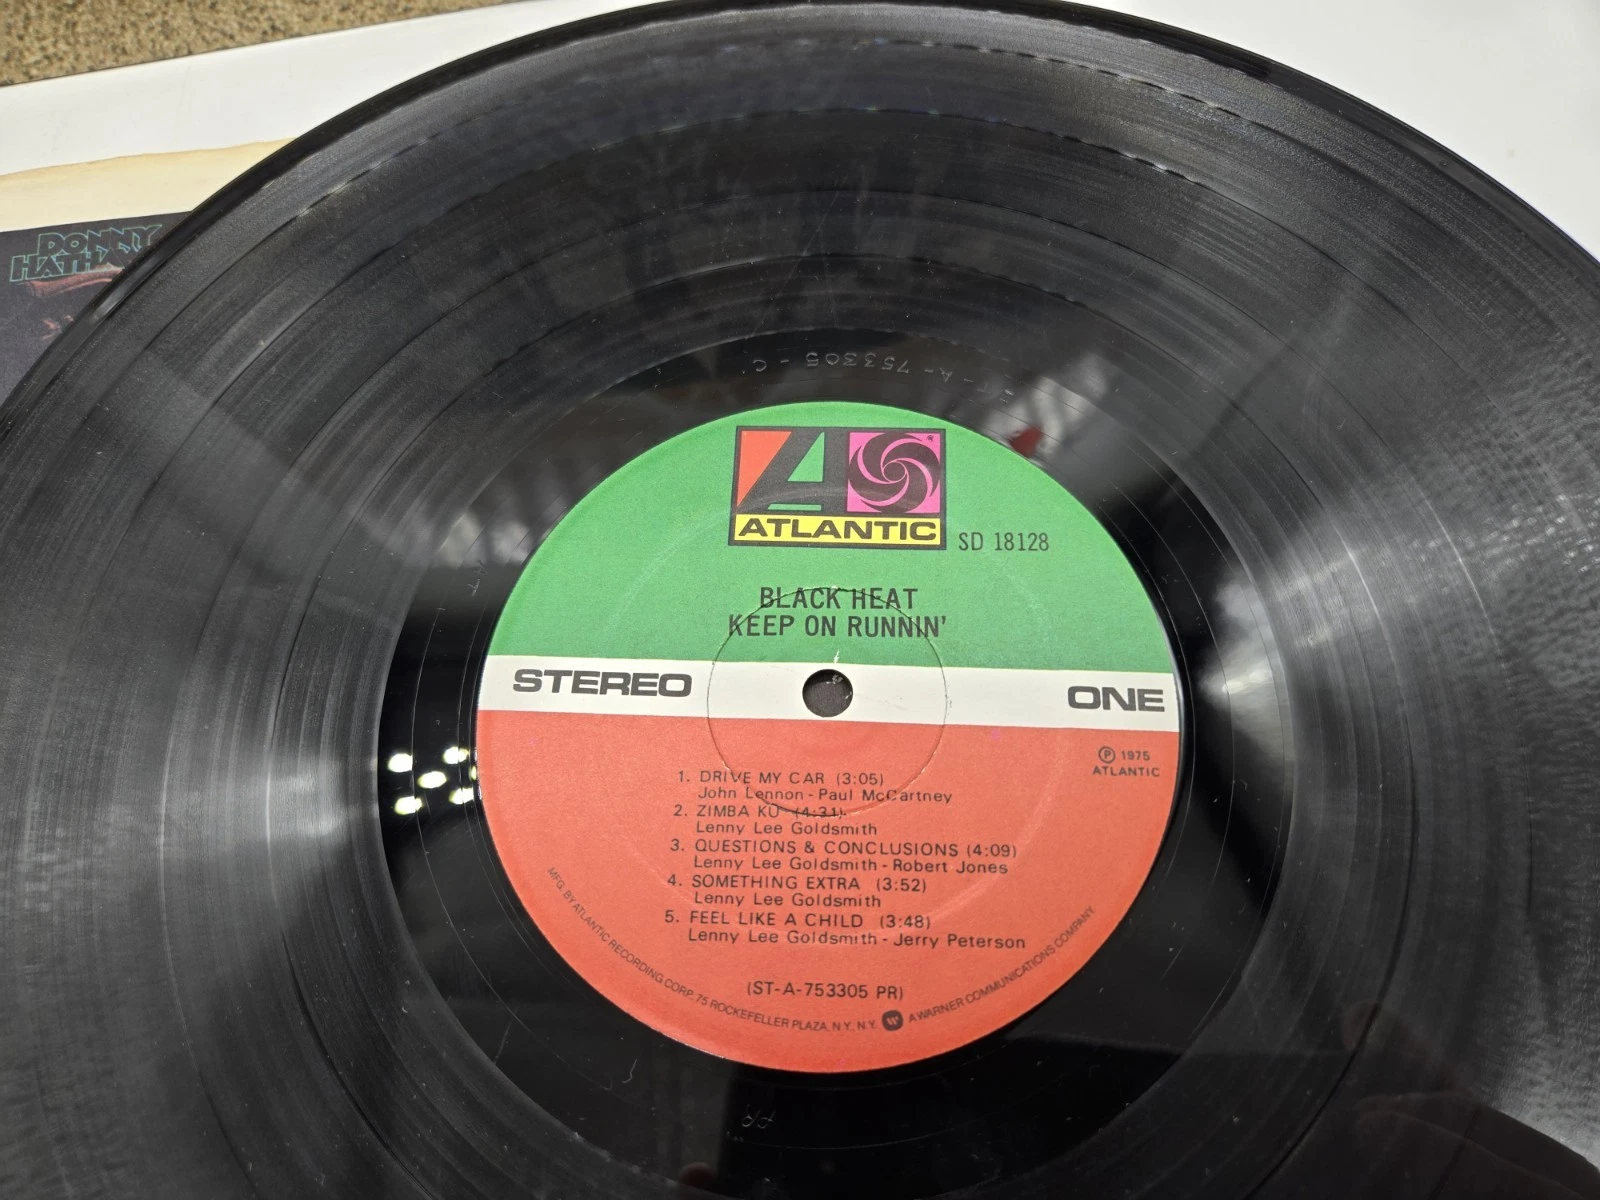 DONNY
753305 - C
ATLANTIC
SD 18128
BLACK HEAT
KEEP ON RUNNIN'
STEREO
ONE
℗ 1975
ATLANTIC
1. DRIVE MY CAR (3:05)
John Lennon - Paul McCartney
2. ZIMBA KU (4:31)
Lenny Lee Goldsmith
3. QUESTIONS & CONCLUSIONS (4:09)
Lenny Lee Goldsmith - Robert Jones
4. SOMETHING EXTRA (3:52)
Lenny Lee Goldsmith
5. FEEL LIKE A CHILD (3:48)
Lenny Lee Goldsmith - Jerry Peterson
(ST-A-753305 PR)
MFG. BY ATLANTIC RECORDING CORP. 75 ROCKEFELLER PLAZA, N.Y. N.Y. A WARNER COMMUNICATIONS COMPANY
PR